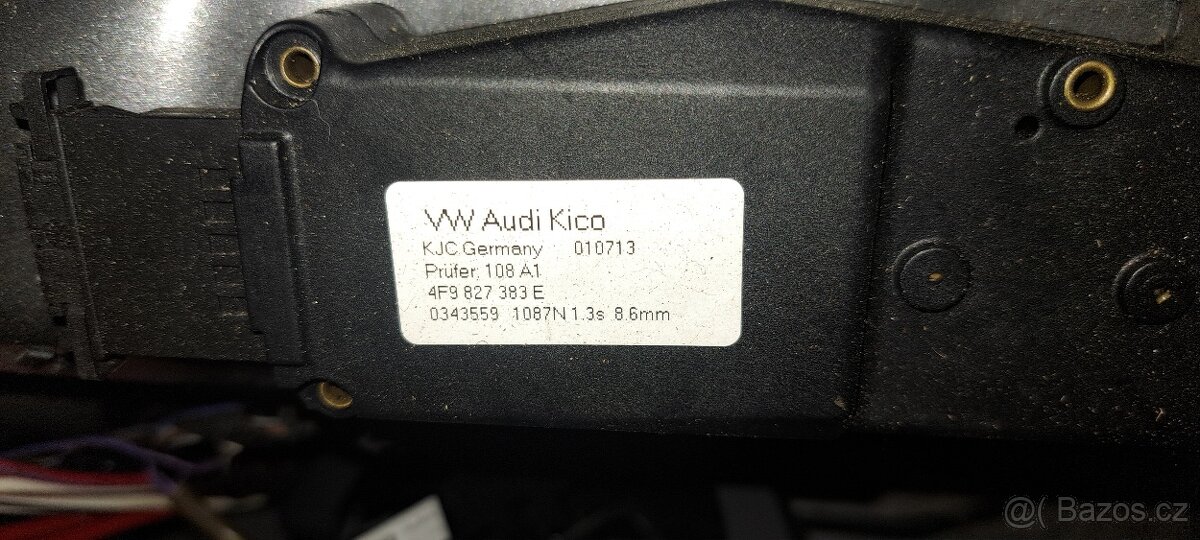 VW Audi Kico
KJC Germany 010713
Prüfer: 108 A1
4F9 827 383 E
0343559 1087N 1.3s 8.6mm
@( Bazos.cz